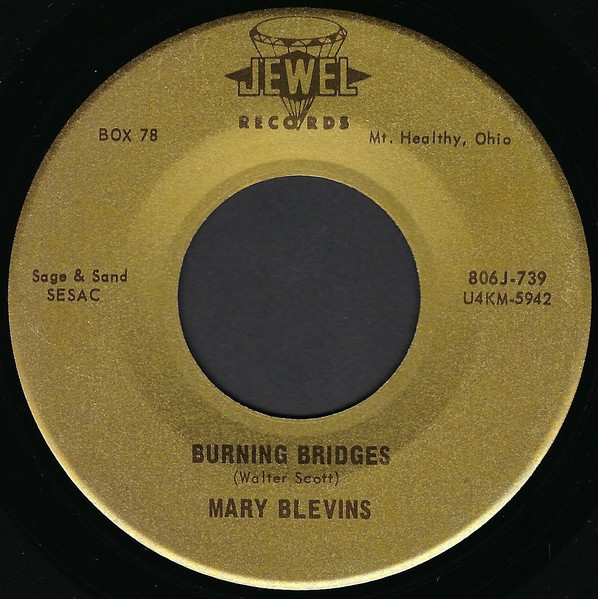 JEWEL
RECORDS
BOX 78
Mt. Healthy, Ohio
Sage & Sand
SESAC
806J-739
U4KM-5942
BURNING BRIDGES
(Walter Scott)
MARY BLEVINS